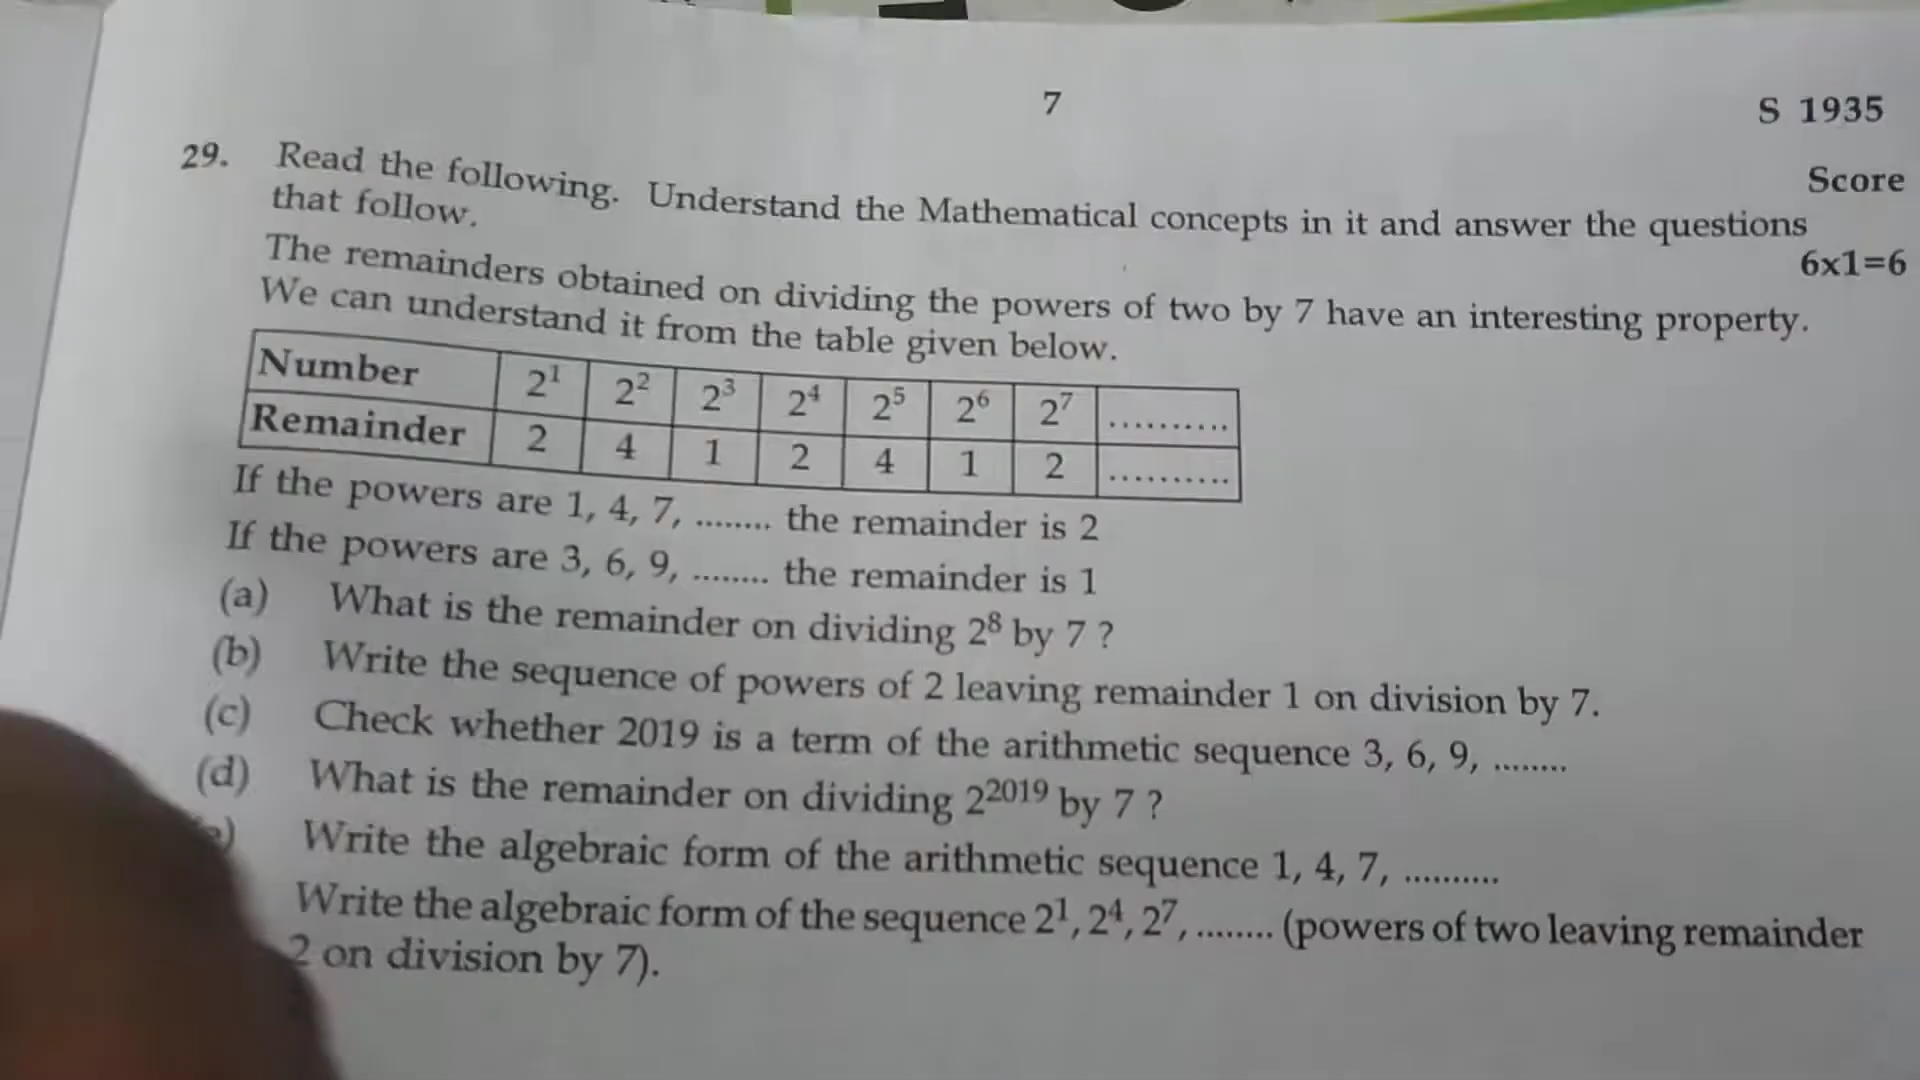 7
S 1935
Score
29. Read the following. Understand the Mathematical concepts in it and answer the questions
that follow.
6x1=6
The remainders obtained on dividing the powers of two by 7 have an interesting property.
We can understand it from the table given below.
Number 2¹ 2² 2³ 2⁴ 2⁵ 2⁶ 2⁷ ..........
Remainder 2 4 1 2 4 1 2 ..........
If the powers are 1, 4, 7, ........ the remainder is 2
If the powers are 3, 6, 9, ........ the remainder is 1
(a) What is the remainder on dividing 2⁸ by 7 ?
(b) Write the sequence of powers of 2 leaving remainder 1 on division by 7.
(c) Check whether 2019 is a term of the arithmetic sequence 3, 6, 9, ........
(d) What is the remainder on dividing 2²⁰¹⁹ by 7 ?
Write the algebraic form of the arithmetic sequence 1, 4, 7, ..........
Write the algebraic form of the sequence 2¹, 2⁴, 2⁷, ........ (powers of two leaving remainder
2 on division by 7).